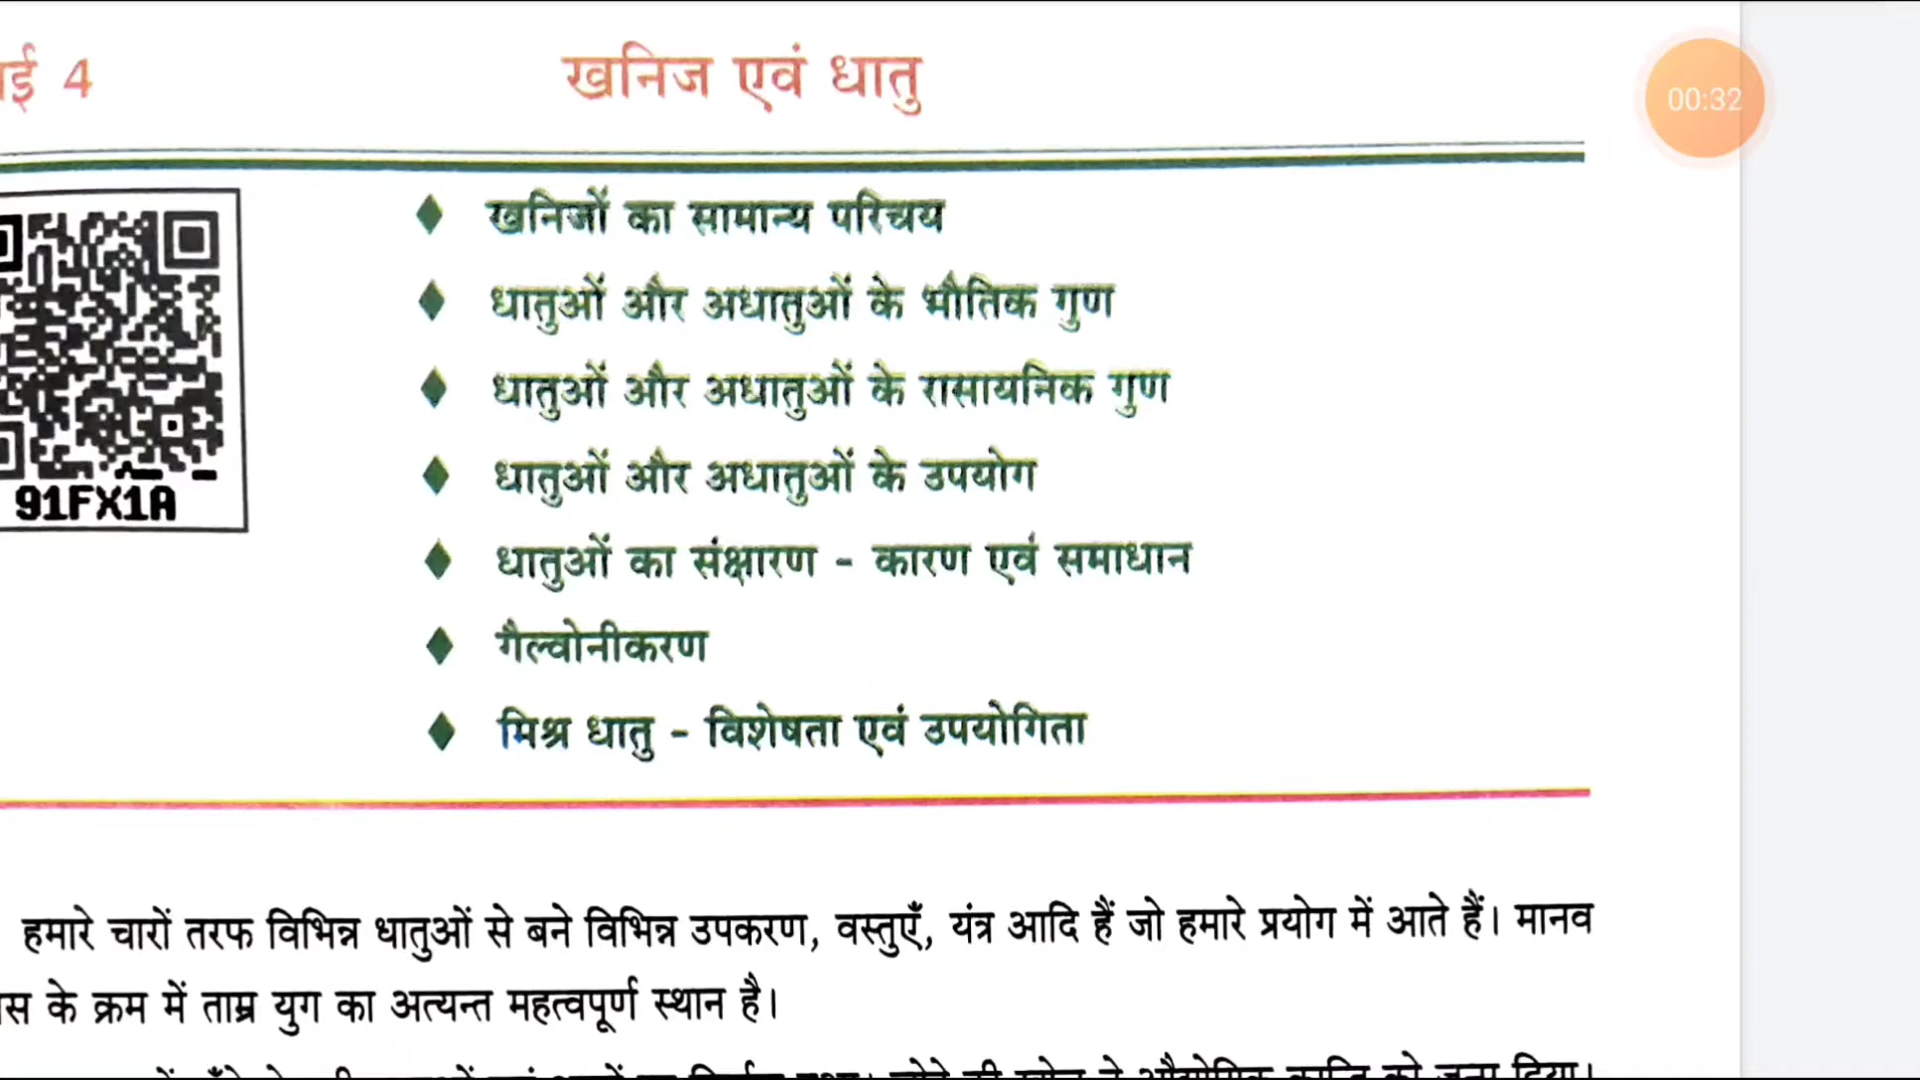 4 खनिज एवं धातु
00:32
खनिजों का सामान्य परिचय
धातुओं और अधातुओं के भौतिक गुण
धातुओं और अधातुओं के रासायनिक गुण
धातुओं और अधातुओं के उपयोग
91FX1A
धातुओं का संक्षारण - कारण एवं समाधान
गैल्वोनीकरण
मिश्र धातु - विशेषता एवं उपयोगिता
हमारे चारों तरफ विभिन्न धातुओं से बने विभिन्न उपकरण, वस्तुएँ, यंत्र आदि हैं जो हमारे प्रयोग में आते हैं। मानव
के क्रम में ताम्र युग का अत्यन्त महत्वपूर्ण स्थान है।